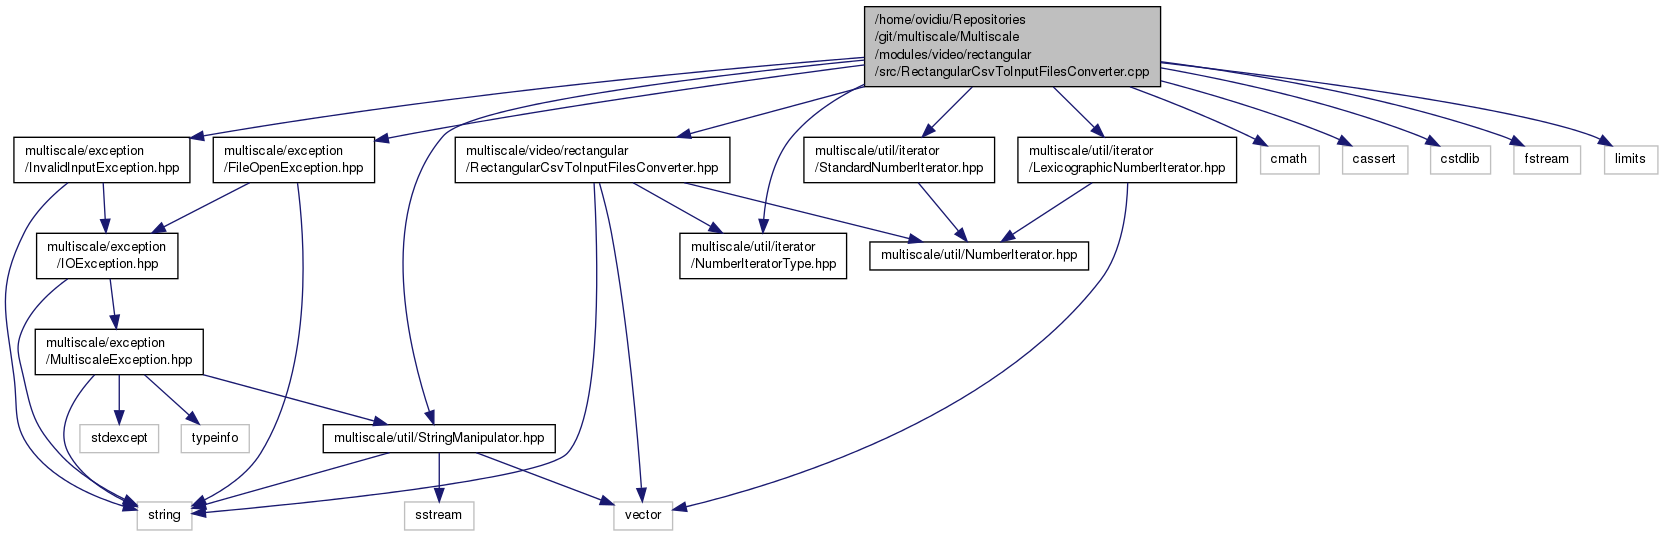 /home/ovidiu/Repositories
/git/multiscale/Multiscale
/modules/video/rectangular
/src/RectangularCsvToInputFilesConverter.cpp
multiscale/exception
/InvalidInputException.hpp
multiscale/exception
/FileOpenException.hpp
multiscale/video/rectangular
/RectangularCsvToInputFilesConverter.hpp
multiscale/util/iterator
/StandardNumberIterator.hpp
multiscale/util/iterator
/LexicographicNumberIterator.hpp
cmath
cassert
cstdlib
fstream
limits
multiscale/exception
/IOException.hpp
multiscale/util/iterator
/NumberIteratorType.hpp
multiscale/util/NumberIterator.hpp
multiscale/exception
/MultiscaleException.hpp
stdexcept
typeinfo
multiscale/util/StringManipulator.hpp
string
sstream
vector